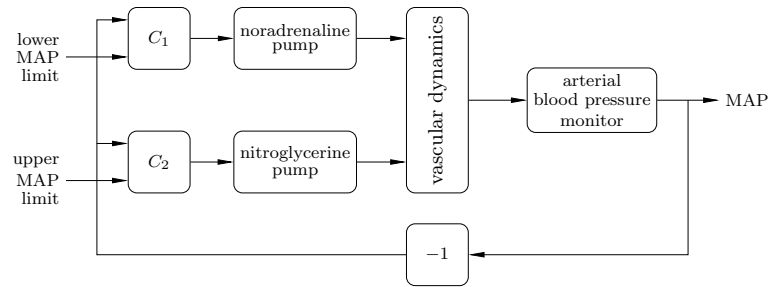 lower
MAP
limit
C₁
noradrenaline
pump
vascular dynamics
arterial
blood pressure
monitor
MAP
upper
MAP
limit
C₂
nitroglycerine
pump
−1